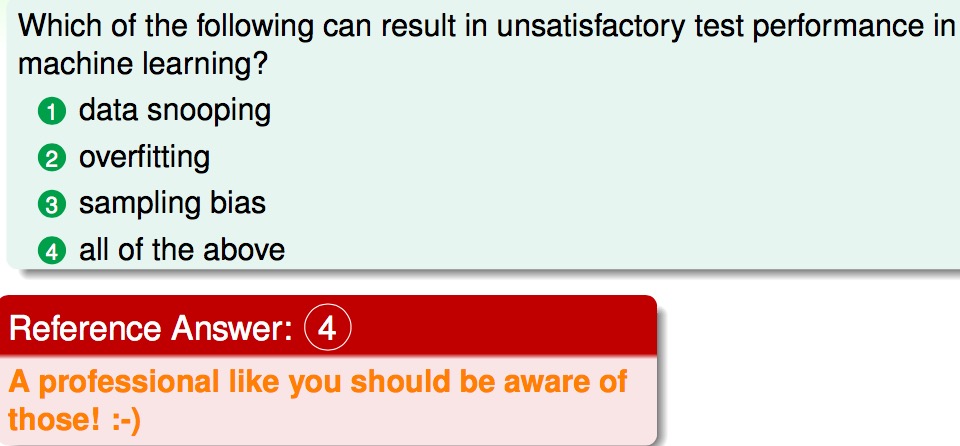 Which of the following can result in unsatisfactory test performance in
machine learning?
1 data snooping
2 overfitting
3 sampling bias
4 all of the above
Reference Answer: 4
A professional like you should be aware of
those! :-)